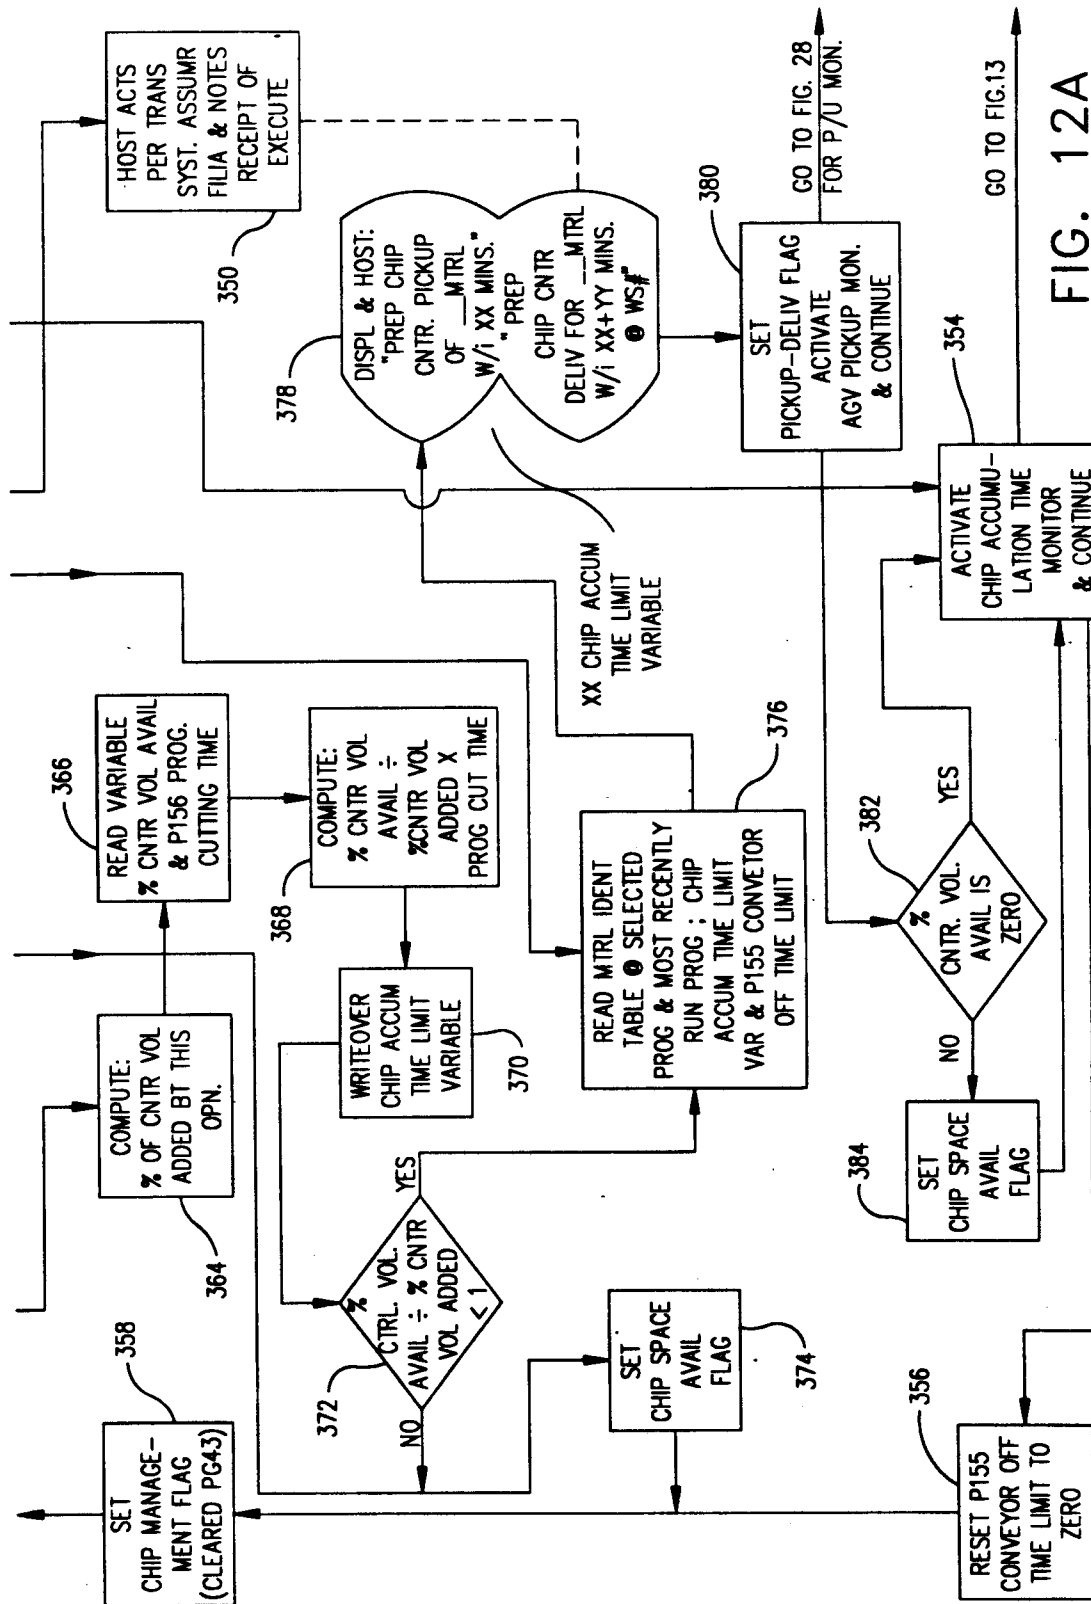 HOST ACTS
PER TRANS
SYST. ASSUMR
FILIA & NOTES
RECEIPT OF
EXECUTE
350
DISPL & HOST:
"PREP CHIP
CNTR. PICKUP
OF __MTRL
W/i XX MINS."
" PREP
CHIP CNTR
DELIV FOR __MTRL
W/i XX+YY MINS.
@ WS#"
378
SET
PICKUP-DELIV FLAG
ACTIVATE
AGV PICKUP MON.
& CONTINUE
380
GO TO FIG. 28
FOR P/U MON.
ACTIVATE
CHIP ACCUMU-
LATION TIME
MONITOR
& CONTINUE
354
GO TO FIG.13
FIG. 12A
READ VARIABLE
% CNTR VOL AVAIL
& P156 PROG.
CUTTING TIME
366
COMPUTE:
% CNTR VOL
AVAIL ÷
%CNTR VOL
ADDED X
PROG CUT TIME
368
XX CHIP ACCUM
TIME LIMIT
VARIABLE
READ MTRL IDENT
TABLE @ SELECTED
PROG & MOST RECENTLY
RUN PROG ; CHIP
ACCUM TIME LIMIT
VAR & P155 CONVETOR
OFF TIME LIMIT
376
%
CNTR. VOL.
AVAIL IS
ZERO
382
YES
NO
COMPUTE:
% OF CNTR VOL
ADDED BT THIS
OPN.
364
WRITEOVER
CHIP ACCUM
TIME LIMIT
VARIABLE
370
SET
CHIP SPACE
AVAIL
FLAG
384
%
CTRL. VOL.
AVAIL ÷ % CNTR
VOL ADDED
< 1
372
YES
NO
SET
CHIP SPACE
AVAIL
FLAG
374
SET
CHIP MANAGE-
MENT FLAG
(CLEARED PG43)
358
RESET P155
CONVEYOR OFF
TIME LIMIT TO
ZERO
356